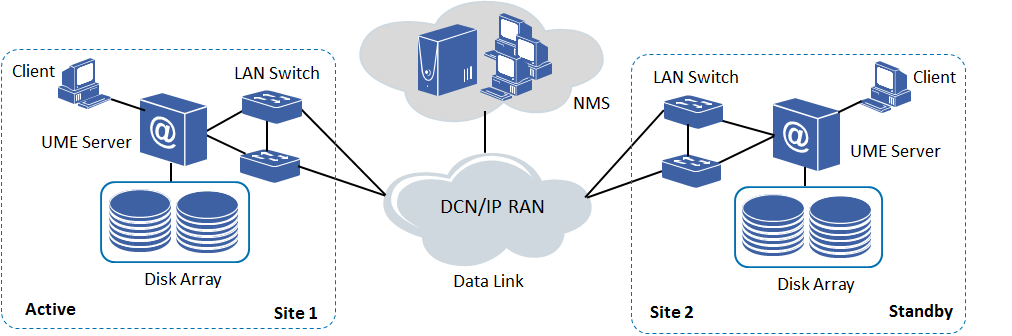 Client
LAN Switch
UME Server
@
Disk Array
Active
Site 1
NMS
DCN/IP RAN
Data Link
LAN Switch
Client
@
UME Server
Disk Array
Site 2
Standby